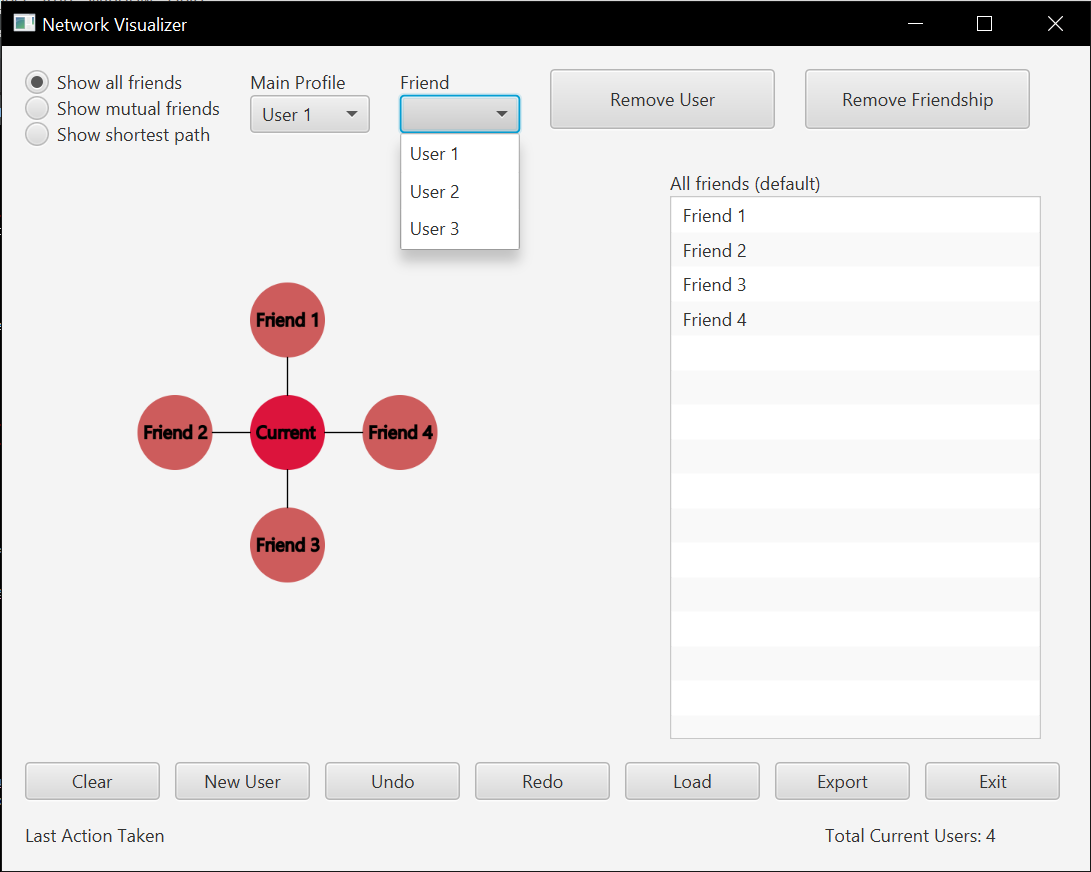 Network Visualizer
Show all friends
Show mutual friends
Show shortest path
Main Profile
User 1
Friend
User 1
User 2
User 3
Remove User
Remove Friendship
All friends (default)
Friend 1
Friend 2
Friend 3
Friend 4
Friend 1
Friend 2
Current
Friend 4
Friend 3
Clear
New User
Undo
Redo
Load
Export
Exit
Last Action Taken
Total Current Users: 4